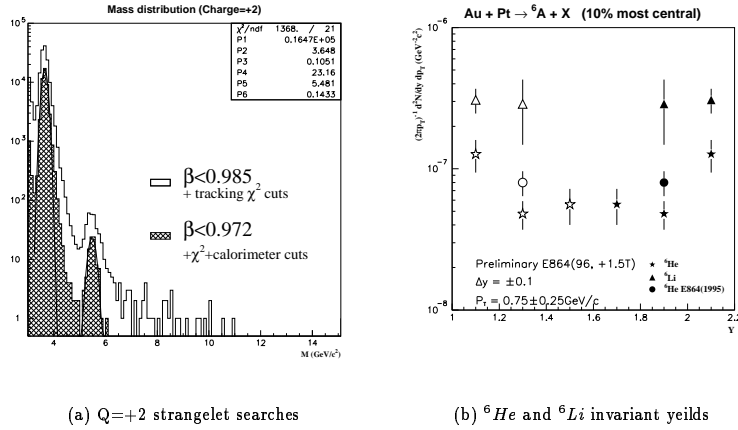 Mass distribution (Charge=+2)
χ²/ndf 1368. / 21
P1 0.1647E+05
P2 3.648
P3 0.1051
P4 23.16
P5 5.481
P6 0.1433
10⁵
10⁴
10³
10²
10
1
β<0.985
+ tracking χ² cuts
β<0.972
+χ²+calorimeter cuts
4 6 8 10 12 14
M (GeV/c²)
(a) Q=+2 strangelet searches
Au + Pt → ⁶A + X (10% most central)
(2πpT)⁻¹ d²N/dy dpT (GeV⁻²c²)
10⁻⁶
10⁻⁷
10⁻⁸
Preliminary E864(96, +1.5T)
Δy = ±0.1
PT = 0.75±0.25GeV/c
★ ⁶He
▲ ⁶Li
● ⁶He E864(1995)
1 1.2 1.4 1.6 1.8 2 2.2
Y
(b) ⁶He and ⁶Li invariant yeilds